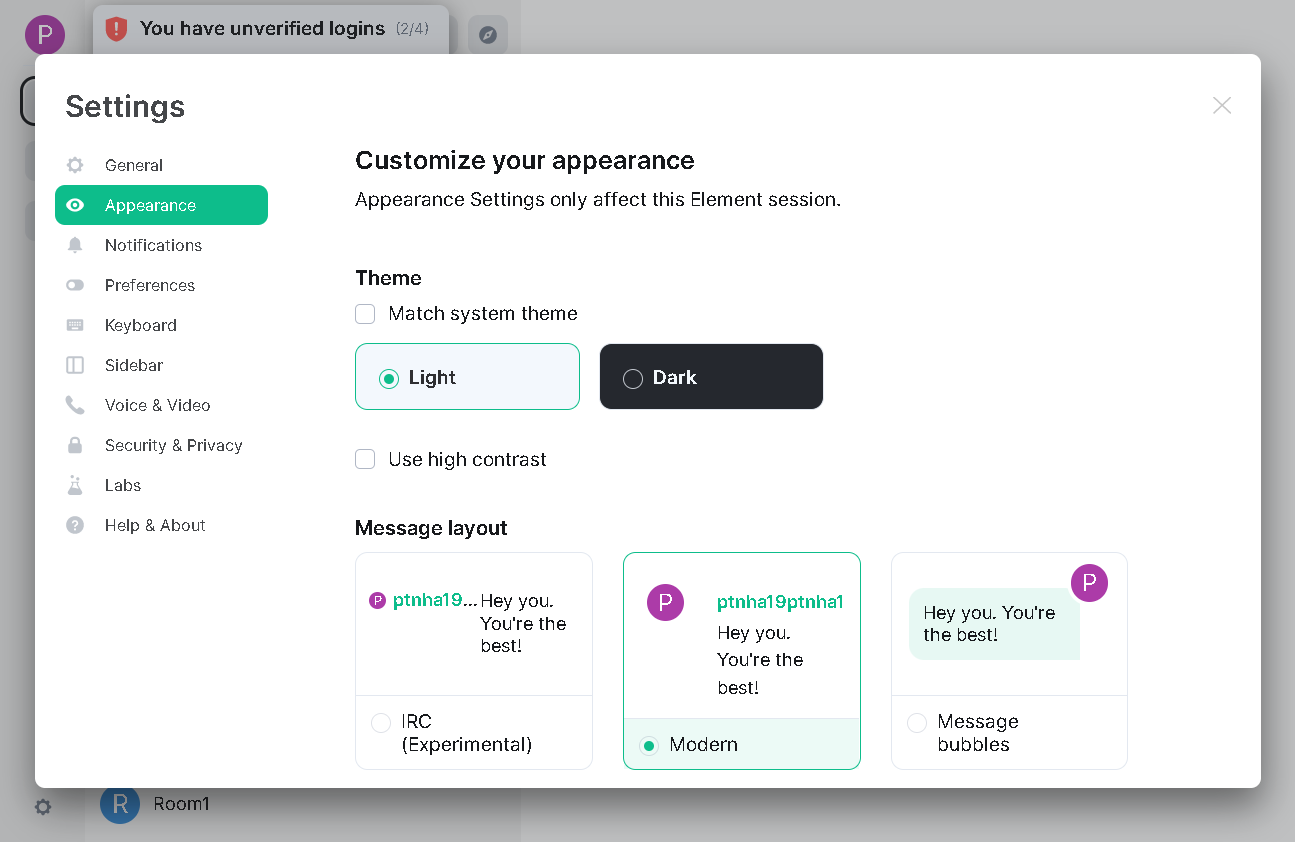 P
You have unverified logins (2/4)
Settings
General
Appearance
Notifications
Preferences
Keyboard
Sidebar
Voice & Video
Security & Privacy
Labs
Help & About
Customize your appearance
Appearance Settings only affect this Element session.
Theme
Match system theme
Light
Dark
Use high contrast
Message layout
P ptnha19... Hey you.
You're the
best!
IRC
(Experimental)
P ptnha19ptnha1
Hey you.
You're the
best!
Modern
P
Hey you. You're
the best!
Message
bubbles
R Room1